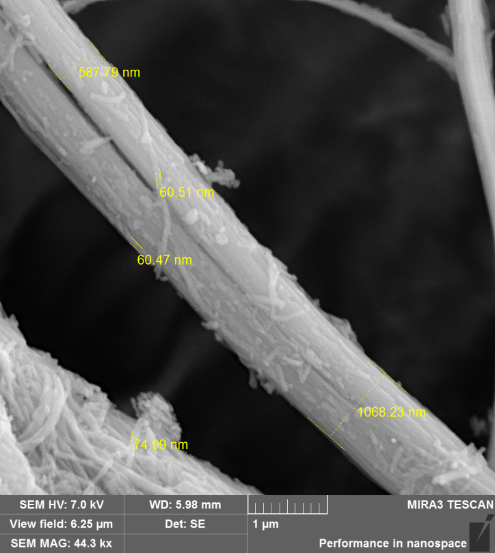 587.79 nm
60.51 nm
60.47 nm
1068.23 nm
74.99 nm
SEM HV: 7.0 kV
WD: 5.98 mm
MIRA3 TESCAN
View field: 6.25 µm
Det: SE
1 µm
SEM MAG: 44.3 kx
Performance in nanospace